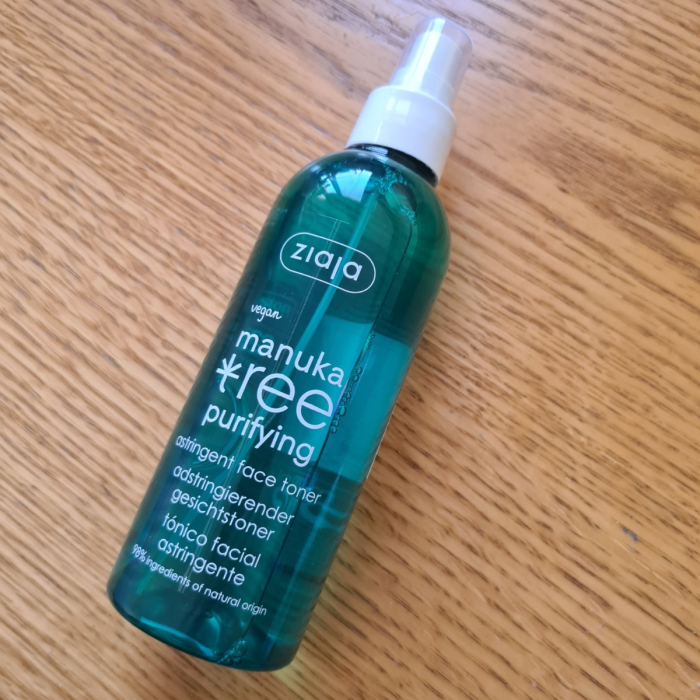 ziaja
vegan
manuka
tree
purifying
astringent face toner
adstringierender
gesichtstoner
tónico facial
astringente
98% ingredients of natural origin